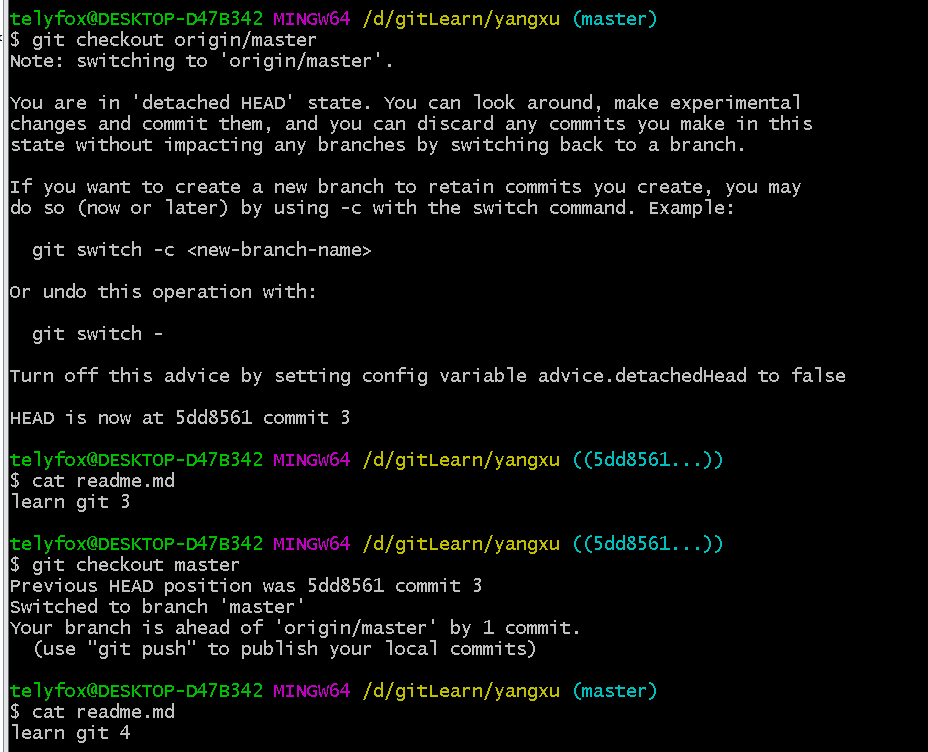 telyfox@DESKTOP-D47B342 MINGW64 /d/gitLearn/yangxu (master)
$ git checkout origin/master
Note: switching to 'origin/master'.
You are in 'detached HEAD' state. You can look around, make experimental
changes and commit them, and you can discard any commits you make in this
state without impacting any branches by switching back to a branch.
If you want to create a new branch to retain commits you create, you may
do so (now or later) by using -c with the switch command. Example:
git switch -c <new-branch-name>
Or undo this operation with:
git switch -
Turn off this advice by setting config variable advice.detachedHead to false
HEAD is now at 5dd8561 commit 3
telyfox@DESKTOP-D47B342 MINGW64 /d/gitLearn/yangxu ((5dd8561...))
$ cat readme.md
learn git 3
telyfox@DESKTOP-D47B342 MINGW64 /d/gitLearn/yangxu ((5dd8561...))
$ git checkout master
Previous HEAD position was 5dd8561 commit 3
Switched to branch 'master'
Your branch is ahead of 'origin/master' by 1 commit.
(use "git push" to publish your local commits)
telyfox@DESKTOP-D47B342 MINGW64 /d/gitLearn/yangxu (master)
$ cat readme.md
learn git 4